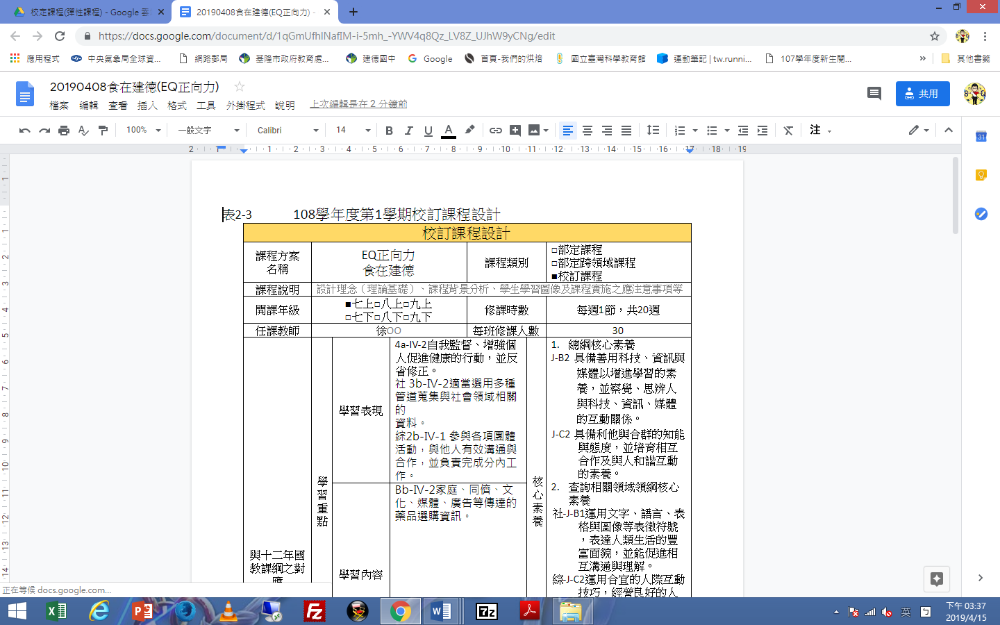 校定課程(彈性課程) - Google 雲
20190408食在建德(EQ正向力) -
https://docs.google.com/document/d/1qGmUfhlNafIM-i-5mh_-YWV4q8Qz_LV8Z_UJhW9yCNg/edit
應用程式
中央氣象局全球資...
網路郵局
基隆市政府教育處...
建德國中
Google
首頁-我們的烘焙
國立臺灣科學教育館
運動筆記 | tw.runni...
107學年度新生閱...
»
其他書籤
20190408食在建德(EQ正向力)
檔案 編輯 查看 插入 格式 工具 外掛程式 說明
上次編輯是在 2 分鐘前
共用
100%
一般文字
Calibri
14
B I U A
注
31
2 1 1 2 3 4 5 6 7 8 9 10 11 12 13 14 15 16 17 18 19
1 1 2 3 4 5 6 7 8 9 10 11 12 13 14
表2-3 108學年度第1學期校訂課程設計
校訂課程設計
課程方案
名稱
EQ正向力
食在建德
課程類別
□部定課程
□部定跨領域課程
■校訂課程
課程說明
設計理念（理論基礎）、課程背景分析、學生學習圖像及課程實施之應注意事項等
開課年級
■七上□八上□九上
□七下□八下□九下
修課時數
每週1節，共20週
任課教師
徐OO
每班修課人數
30
與十二年國
教課綱之對
應
學
習
重
點
學習表現
4a-IV-2自我監督、增強個
人促進健康的行動，並反
省修正。
社 3b-IV-2適當選用多種
管道蒐集與社會領域相關
的
資料。
綜2b-IV-1 參與各項團體
活動，與他人有效溝通與
合作，並負責完成分內工
作。
學習內容
Bb-IV-2家庭、同儕、文
化、媒體、廣告等傳達的
藥品選購資訊。
核
心
素
養
1. 總綱核心素養
J-B2 具備善用科技、資訊與
媒體以增進學習的素
養，並察覺、思辨人
與科技、資訊、媒體
的互動關係。
J-C2 具備利他與合群的知能
與態度，並培育相互
合作及與人和諧互動
的素養。
2. 查詢相關領域領綱核心
素養
社-J-B1運用文字、語言、表
格與圖像等表徵符號
，表達人類生活的豐
富面貌，並能促進相
互溝通與理解。
綜-J-C2運用合宜的人際互動
技巧，經營良好的人
正在等候 docs.google.com...
英
下午 03:37
2019/4/15